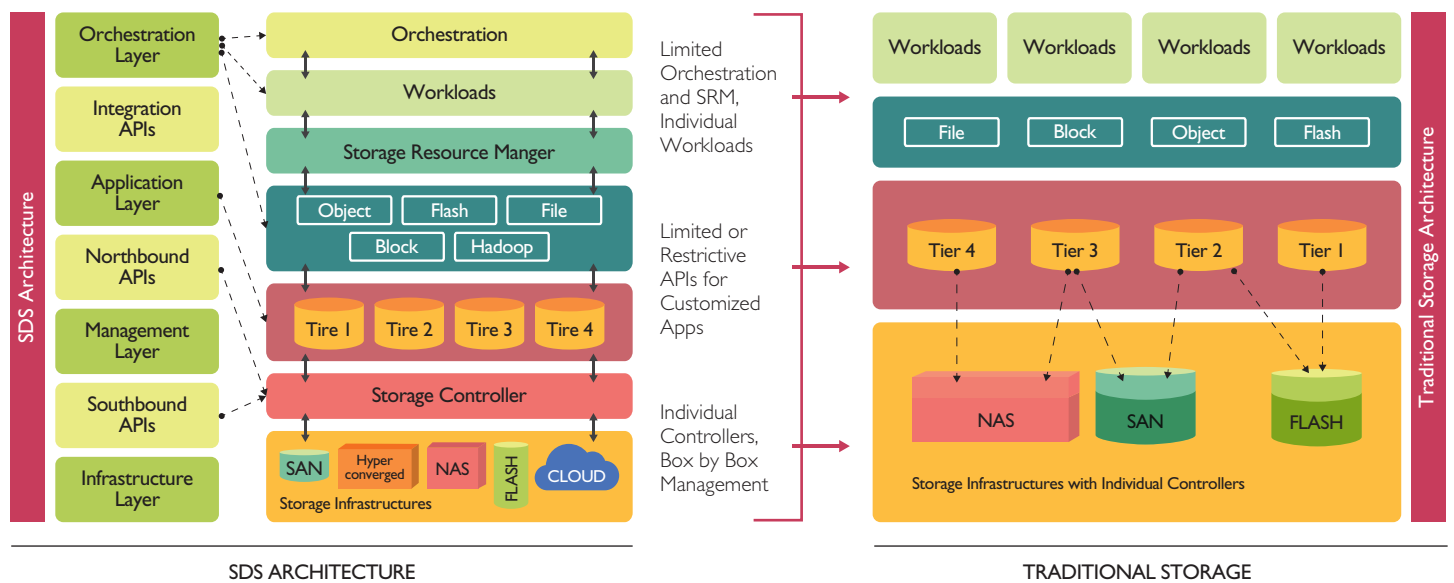 SDS Architecture
Orchestration
Layer
Integration
APIs
Application
Layer
Northbound
APIs
Management
Layer
Southbound
APIs
Infrastructure
Layer
Orchestration
Workloads
Storage Resource Manger
Object
Flash
File
Block
Hadoop
Tire 1
Tire 2
Tire 3
Tire 4
Storage Controller
SAN
Hyper
converged
NAS
FLASH
CLOUD
Storage Infrastructures
SDS ARCHITECTURE
Limited
Orchestration
and SRM,
Individual
Workloads
Limited or
Restrictive
APIs for
Customized
Apps
Individual
Controllers,
Box by Box
Management
Workloads
Workloads
Workloads
Workloads
File
Block
Object
Flash
Tier 4
Tier 3
Tier 2
Tier 1
NAS
SAN
FLASH
Storage Infrastructures with Individual Controllers
Traditional Storage Architecture
TRADITIONAL STORAGE